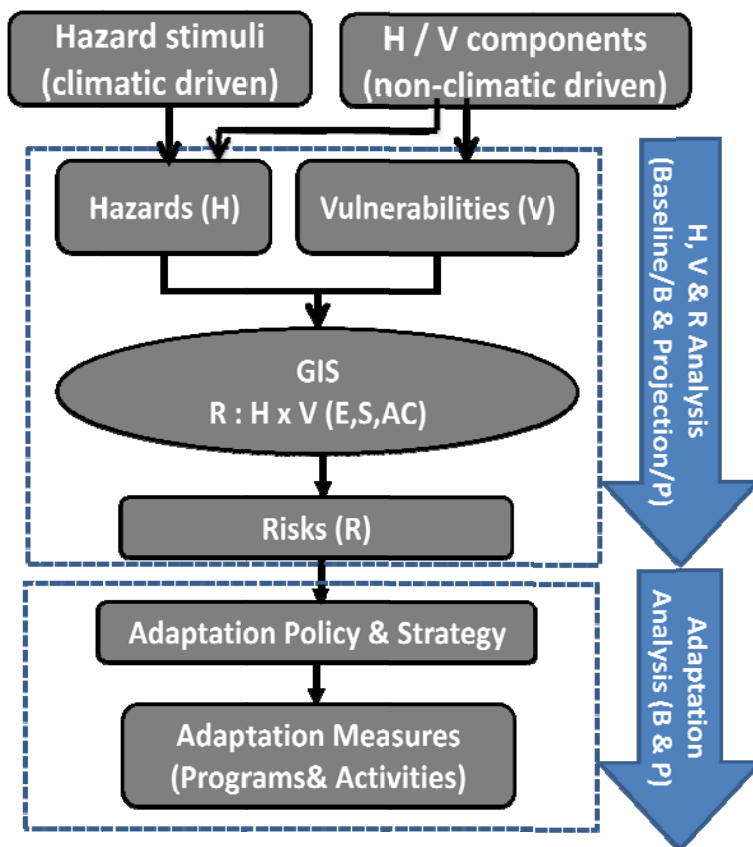 Hazard stimuli
(climatic driven)
H / V components
(non-climatic driven)
Hazards (H)
Vulnerabilities (V)
GIS
R : H x V (E,S,AC)
Risks (R)
H, V & R Analysis
(Baseline/B & Projection/P)
Adaptation Policy & Strategy
Adaptation Measures
(Programs& Activities)
Adaptation
Analysis (B & P)